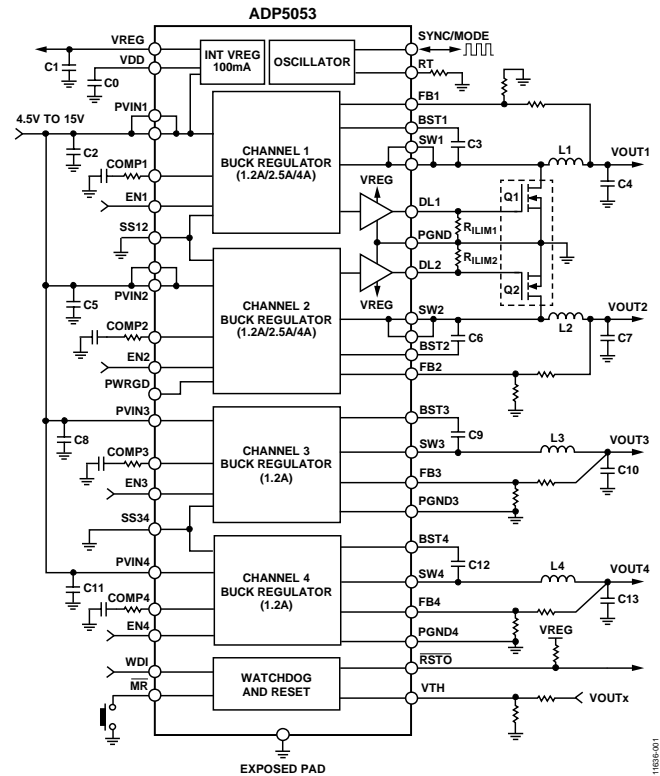 ADP5053
VREG
C1
VDD
C0
INT VREG
100mA
OSCILLATOR
SYNC/MODE
RT
FB1
BST1
SW1
C3
L1
VOUT1
C4
PVIN1
4.5V TO 15V
C2
COMP1
EN1
CHANNEL 1
BUCK REGULATOR
(1.2A/2.5A/4A)
VREG
DL1
Q1
RILIM1
PGND
RILIM2
DL2
Q2
VREG
SS12
PVIN2
C5
COMP2
EN2
PWRGD
CHANNEL 2
BUCK REGULATOR
(1.2A/2.5A/4A)
SW2
L2
VOUT2
C6
C7
BST2
FB2
PVIN3
C8
COMP3
EN3
CHANNEL 3
BUCK REGULATOR
(1.2A)
BST3
C9
SW3
L3
VOUT3
C10
FB3
PGND3
SS34
PVIN4
C11
COMP4
EN4
CHANNEL 4
BUCK REGULATOR
(1.2A)
BST4
C12
SW4
L4
VOUT4
C13
FB4
PGND4
VREG
WDI
MR
WATCHDOG
AND RESET
RSTO
VTH
VOUTx
EXPOSED PAD
11636-001